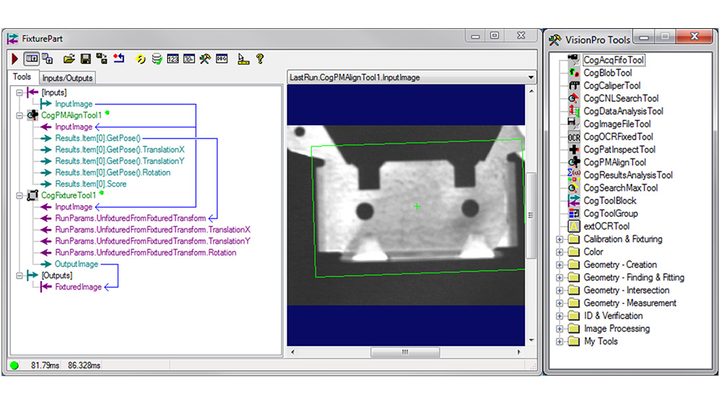 FixturePart
Tools
Inputs/Outputs
[Inputs]
InputImage
CogPMAlignTool1
InputImage
Results.Item[0].GetPose()
Results.Item[0].GetPose().TranslationX
Results.Item[0].GetPose().TranslationY
Results.Item[0].GetPose().Rotation
Results.Item[0].Score
CogFixtureTool1
InputImage
RunParams.UnfixturedFromFixturedTransform
RunParams.UnfixturedFromFixturedTransform.TranslationX
RunParams.UnfixturedFromFixturedTransform.TranslationY
RunParams.UnfixturedFromFixturedTransform.Rotation
OutputImage
[Outputs]
FixturedImage
81.79ms 86.328ms
LastRun.CogPMAlignTool1.InputImage
VisionPro Tools
CogAcqFifoTool
CogBlobTool
CogCaliperTool
CogCNLSearchTool
CogDataAnalysisTool
CogImageFileTool
OCR CogOCRFixedTool
CogPatInspectTool
CogPMAlignTool
CogResultsAnalysisTool
CogSearchMaxTool
CogToolBlock
CogToolGroup
extOCRTool
Calibration & Fixturing
Color
Geometry - Creation
Geometry - Finding & Fitting
Geometry - Intersection
Geometry - Measurement
ID & Verification
Image Processing
My Tools